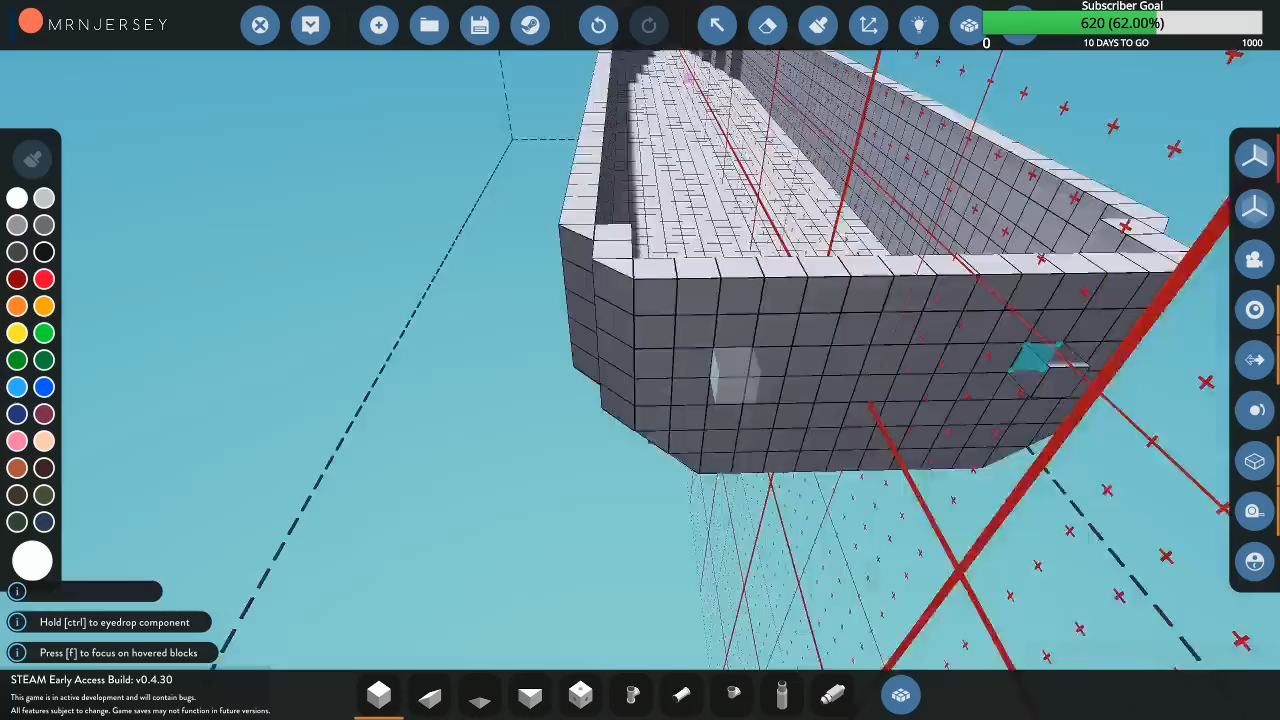 MRNJERSEY
Subscriber Goal
620 (62.00%)
0
10 DAYS TO GO
1000
Hold [ctrl] to eyedrop component
Press [f] to focus on hovered blocks
STEAM Early Access Build: v0.4.30
This game is in active development and will contain bugs.
All features subject to change. Game saves may not function in future versions.